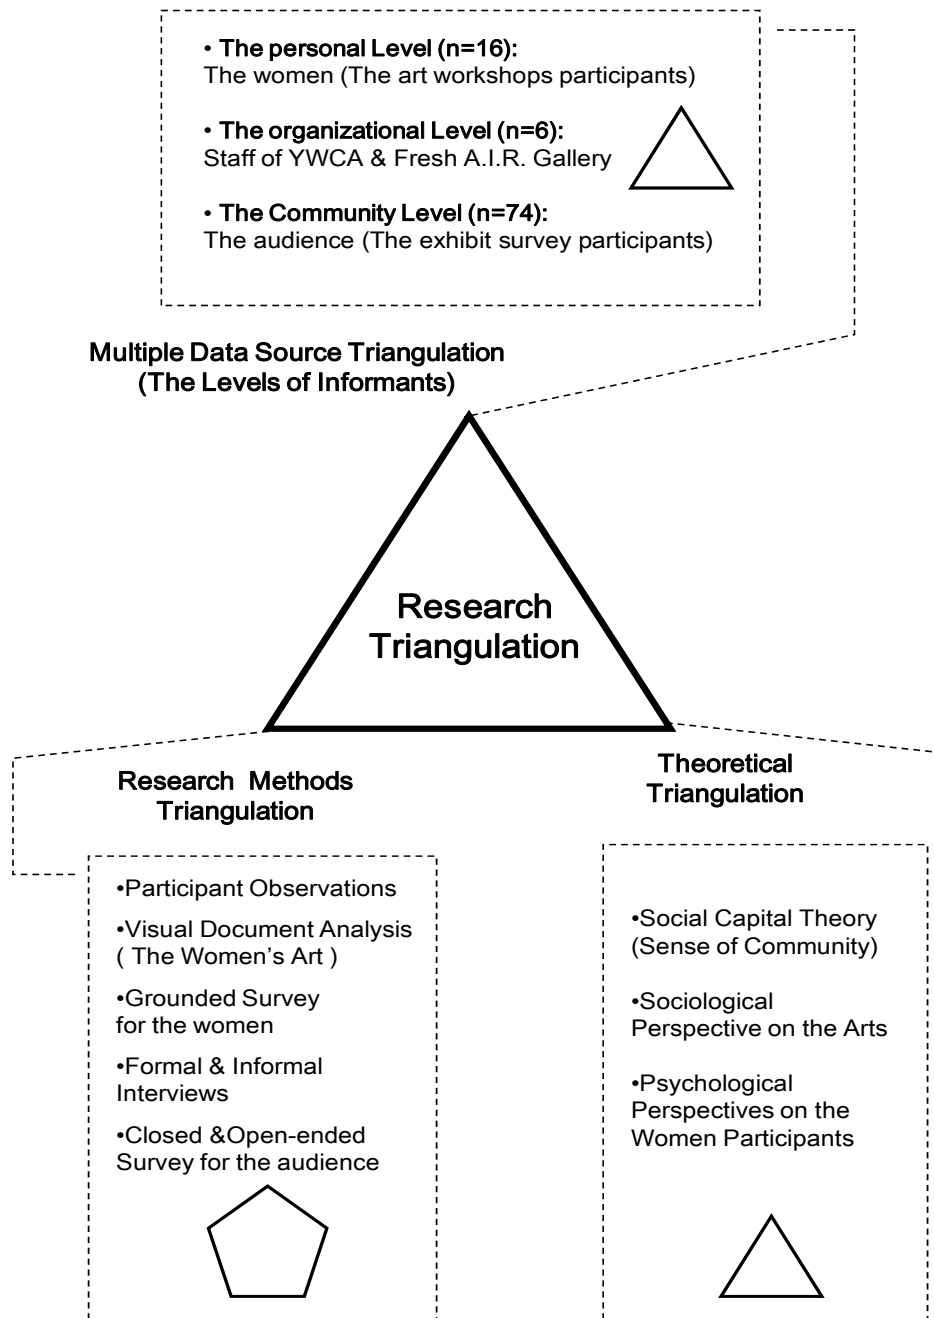 • The personal Level (n=16):
The women (The art workshops participants)
• The organizational Level (n=6):
Staff of YWCA & Fresh A.I.R. Gallery
• The Community Level (n=74):
The audience (The exhibit survey participants)
Multiple Data Source Triangulation
(The Levels of Informants)
Research
Triangulation
Research Methods
Triangulation
•Participant Observations
•Visual Document Analysis
( The Women's Art )
•Grounded Survey
for the women
•Formal & Informal
Interviews
•Closed &Open-ended
Survey for the audience
Theoretical
Triangulation
•Social Capital Theory
(Sense of Community)
•Sociological
Perspective on the Arts
•Psychological
Perspectives on the
Women Participants